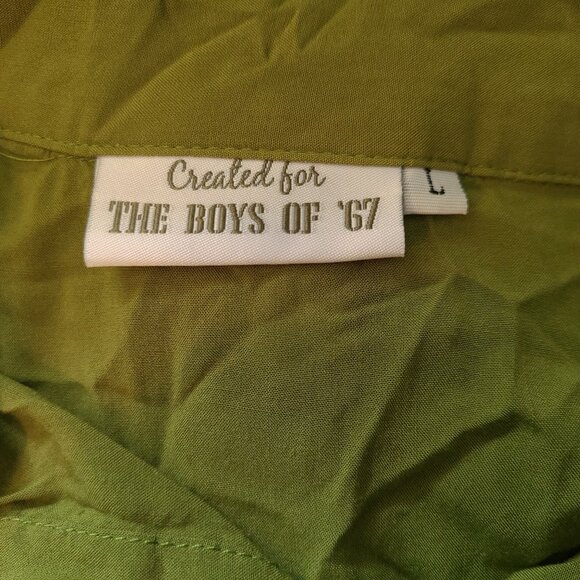 Created for
THE BOYS OF '67
L